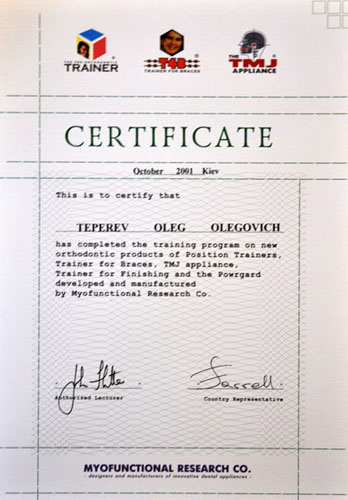 THE PRE-ORTHODONTIC
TRAINER
T4B
TRAINER FOR BRACES
THE
TMJ
APPLIANCE
CERTIFICATE
October 2001 Kiev
This is to certify that
TEPEREV OLEG OLEGOVICH
has completed the training program on new
orthodontic products of Position Trainers,
Trainer for Braces, TMJ appliance,
Trainer for Finishing and the Powrgard
developed and manufactured
by Myofunctional Research Co.
Farrell
Authorized Lecturer
Country Representative
MYOFUNCTIONAL RESEARCH CO.
- designers and manufacturers of innovative dental appliances -